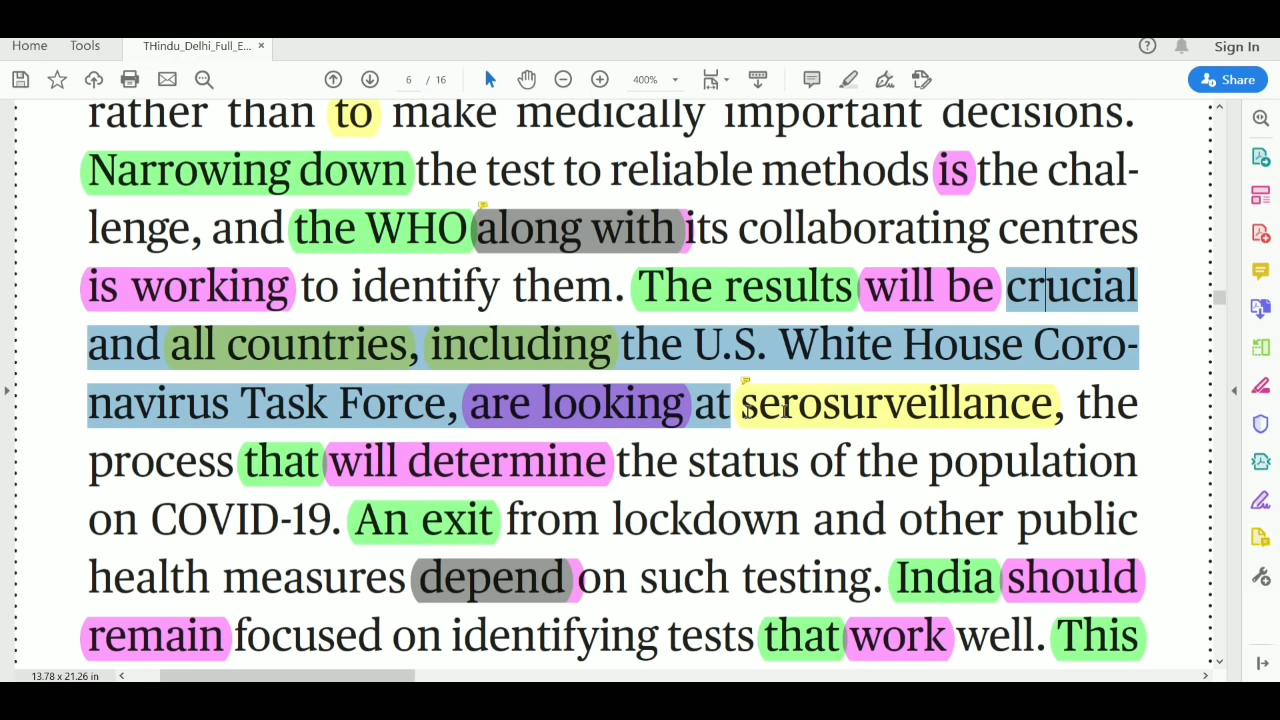 Home Tools THindu_Delhi_Full_E... × Sign In
6 / 16 400% Share
rather than to make medically important decisions.
Narrowing down the test to reliable methods is the chal-
lenge, and the WHO along with its collaborating centres
is working to identify them. The results will be crucial
and all countries, including the U.S. White House Coro-
navirus Task Force, are looking at serosurveillance, the
process that will determine the status of the population
on COVID-19. An exit from lockdown and other public
health measures depend on such testing. India should
remain focused on identifying tests that work well. This
13.78 x 21.26 in